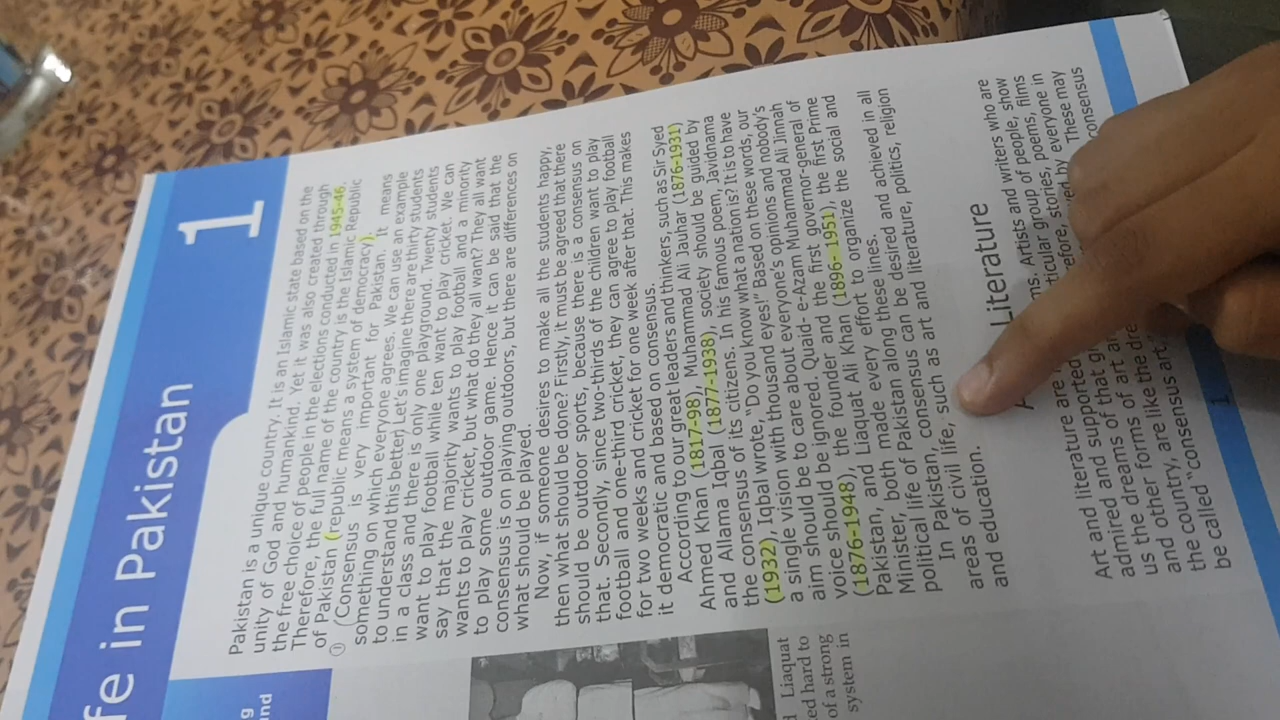 fe in Pakistan
1
Pakistan is a unique country. It is an Islamic state based on the
unity of God and humankind. Yet it was also created through
the free choice of people in the elections conducted in 1945-46.
Therefore, the full name of the country is the Islamic Republic
of Pakistan (republic means a system of democracy).
(Consensus is very important for Pakistan. It means
something on which everyone agrees. We can use an example
to understand this better. Let's imagine there are thirty students
in a class and there is only one playground. Twenty students
want to play football while ten want to play cricket. We can
say that the majority wants to play football and a minority
wants to play cricket, but what do they all want? They all want
to play some outdoor game. Hence it can be said that the
consensus is on playing outdoors, but there are differences on
what should be played.
Now, if someone desires to make all the students happy,
then what should be done? Firstly, it must be agreed that there
should be outdoor sports, because there is a consensus on
that. Secondly, since two-thirds of the children want to play
football and one-third cricket, they can agree to play football
for two weeks and cricket for one week after that. This makes
it democratic and based on consensus.
According to our great leaders and thinkers, such as Sir Syed
Ahmed Khan (1817-98), Muhammad Ali Jauhar (1876-1931)
and Allama Iqbal (1877-1938), society should be guided by
the consensus of its citizens. In his famous poem, Javidnama
(1932), Iqbal wrote, "Do you know what a nation is? It is to have
a single vision with thousand eyes!" Based on these words, our
aim should be to care about everyone's opinions and nobody's
voice should be ignored. Quaid- e-Azam Muhammad Ali Jinnah
(1876-1948), the founder and the first governor-general of
Pakistan, and Liaquat Ali Khan (1896-1951), the first Prime
Minister, both made every effort to organize the social and
political life of Pakistan along these lines.
In Pakistan, consensus can be desired and achieved in all
areas of civil life, such as art and literature, politics, religion
and education.
Literature
Art and literature are
admired and supported Artists and writers who are
us the dreams of that group of people, show
the other forms of art are poems, films
and country, are like the stories, everyone in
the country, and other art. by everyone. These may
be called "consensus art. consensus
1
Liaquat
hard to
of a strong
system in